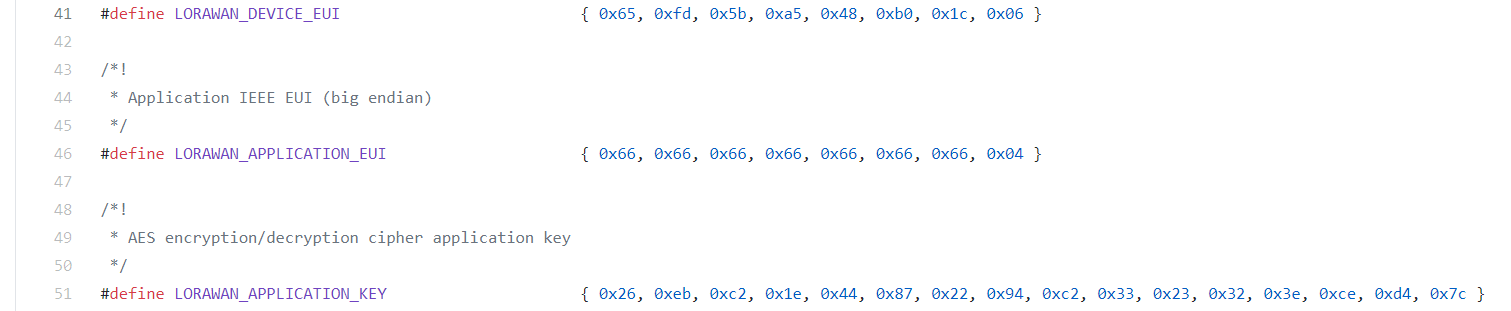 41 #define LORAWAN_DEVICE_EUI { 0x65, 0xfd, 0x5b, 0xa5, 0x48, 0xb0, 0x1c, 0x06 }
42
43 /*!
44 * Application IEEE EUI (big endian)
45 */
46 #define LORAWAN_APPLICATION_EUI { 0x66, 0x66, 0x66, 0x66, 0x66, 0x66, 0x66, 0x04 }
47
48 /*!
49 * AES encryption/decryption cipher application key
50 */
51 #define LORAWAN_APPLICATION_KEY { 0x26, 0xeb, 0xc2, 0x1e, 0x44, 0x87, 0x22, 0x94, 0xc2, 0x33, 0x23, 0x32, 0x3e, 0xce, 0xd4, 0x7c }